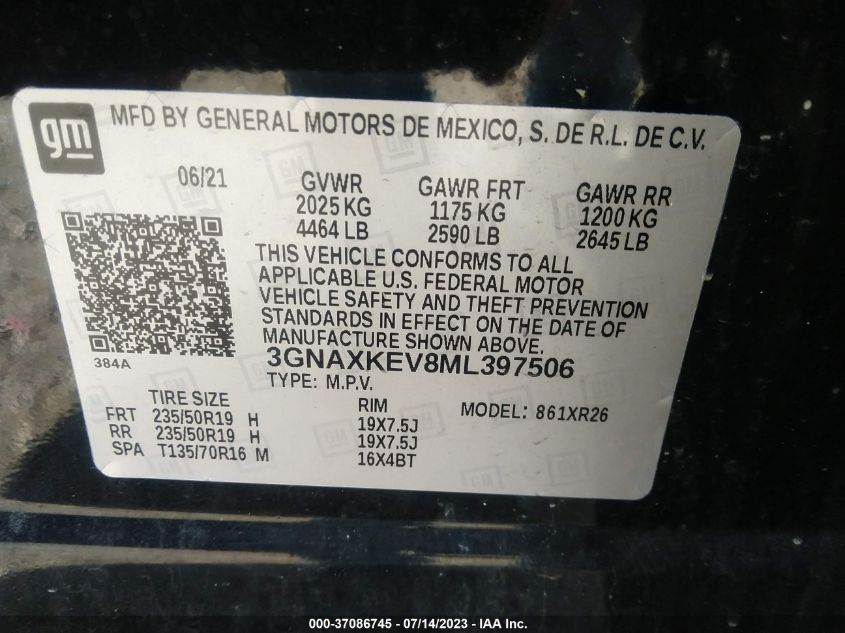 gm
MFD BY GENERAL MOTORS DE MEXICO, S. DE R.L. DE C.V.
06/21
GVWR GAWR FRT GAWR RR
2025 KG 1175 KG 1200 KG
4464 LB 2590 LB 2645 LB
THIS VEHICLE CONFORMS TO ALL
APPLICABLE U.S. FEDERAL MOTOR
VEHICLE SAFETY AND THEFT PREVENTION
STANDARDS IN EFFECT ON THE DATE OF
MANUFACTURE SHOWN ABOVE.
384A
3GNAXKEV8ML397506
TYPE: M.P.V.
TIRE SIZE RIM MODEL: 861XR26
FRT 235/50R19 H 19X7.5J
RR 235/50R19 H 19X7.5J
SPA T135/70R16 M 16X4BT
000-37086745 / 07/14/2023 - IAA Inc.